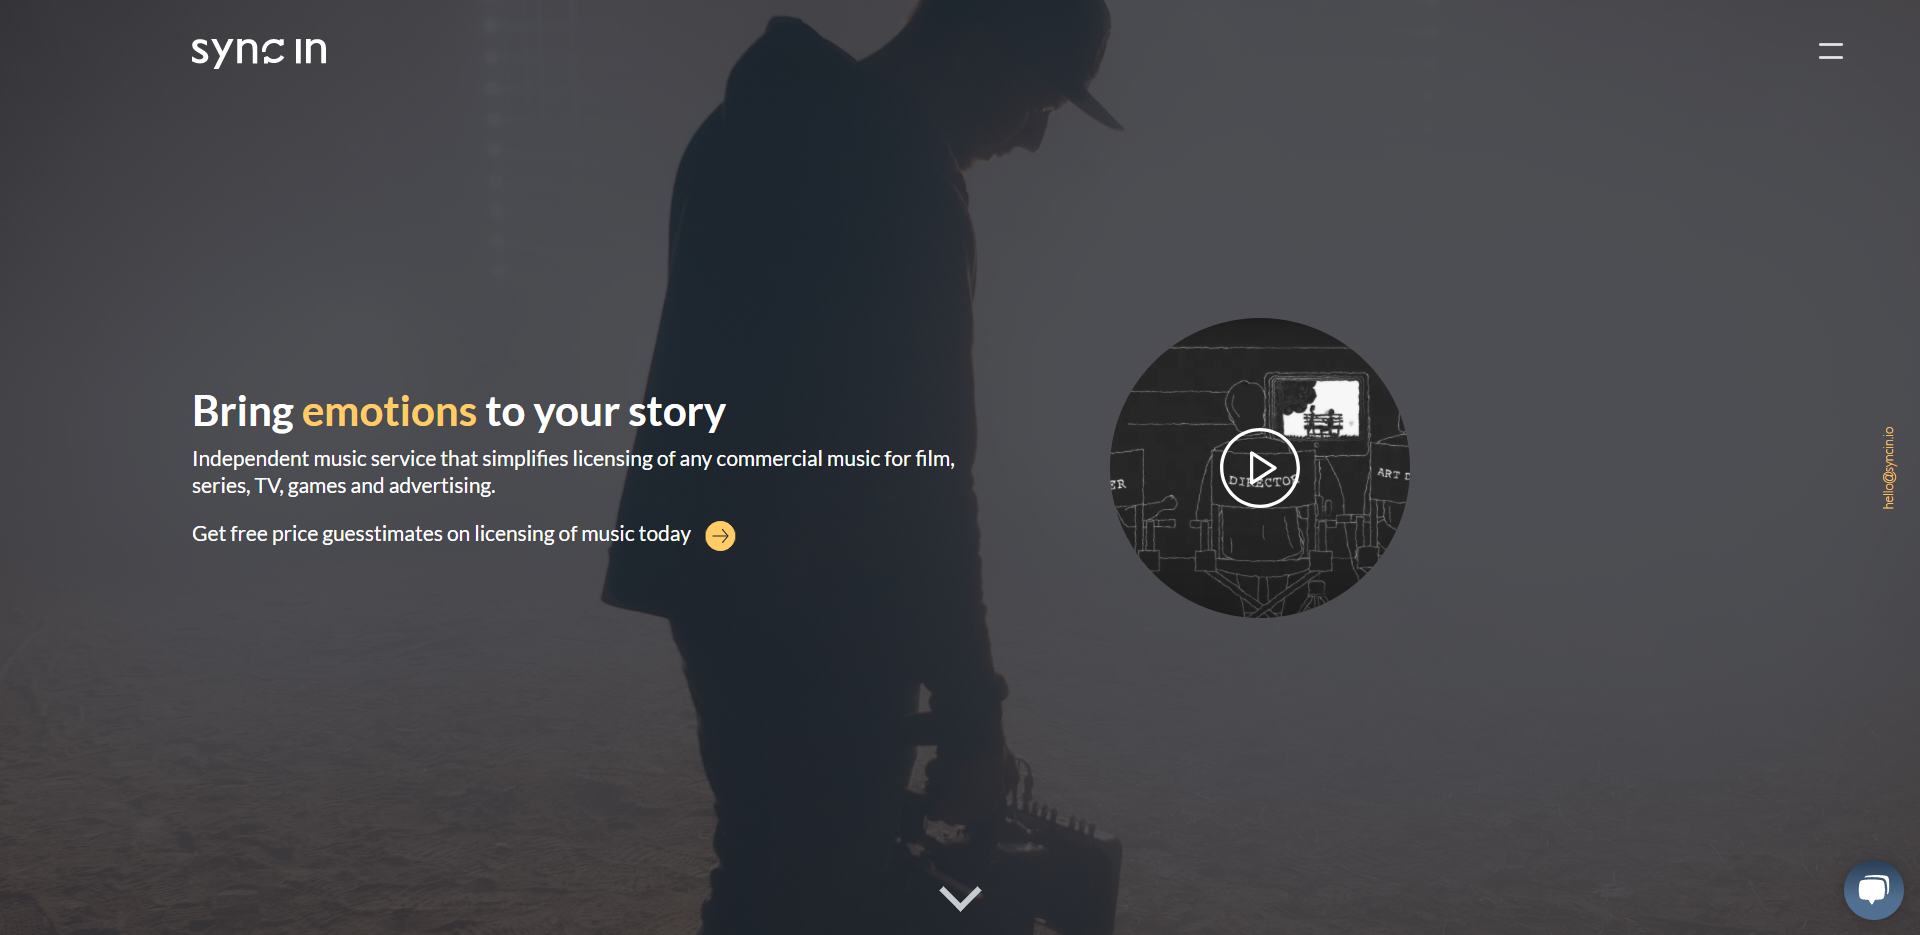 sync in
Bring emotions to your story
Independent music service that simplifies licensing of any commercial music for film,
series, TV, games and advertising.
Get free price guesstimates on licensing of music today
ER
DIRECTOR
ART D
hello@syncin.io